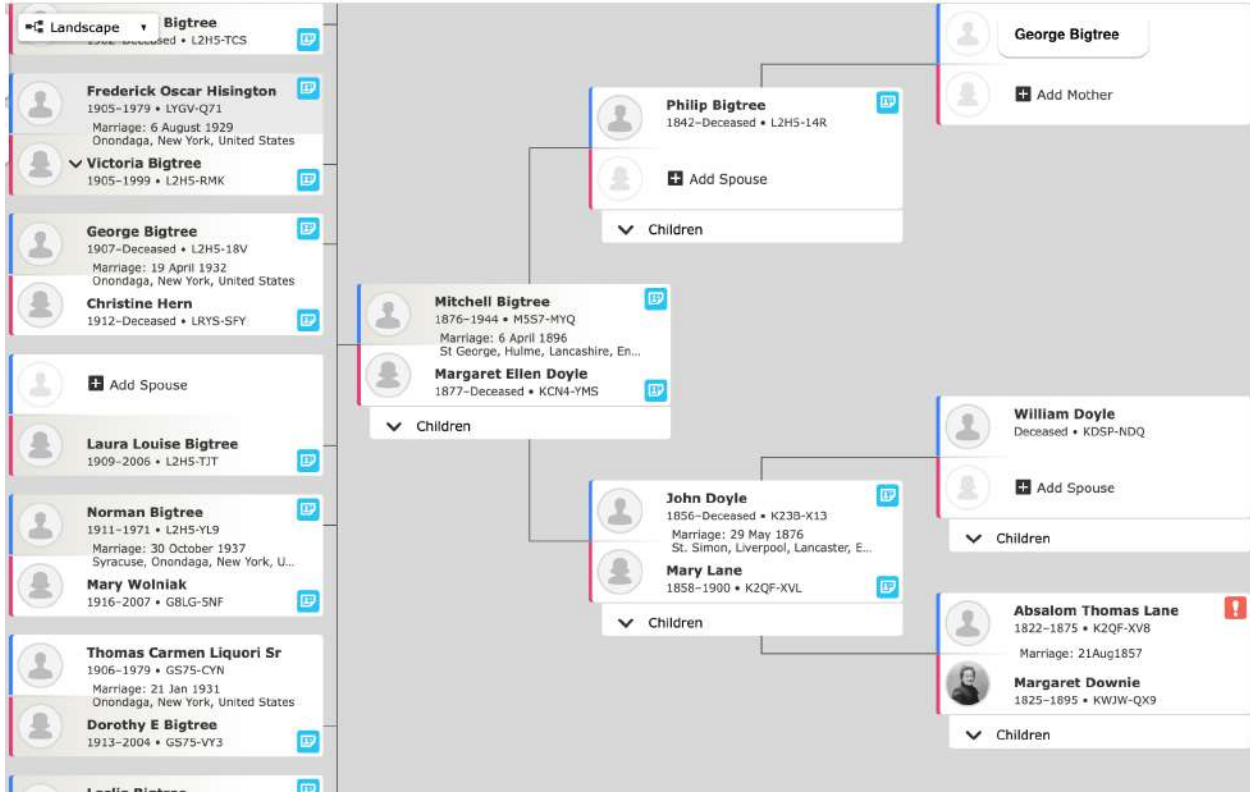 Landscape
Bigtree
1902–Deceased • L2H5-TCS
Frederick Oscar Hisington
1905–1979 • LYGV-Q71
Marriage: 6 August 1929
Onondaga, New York, United States
Victoria Bigtree
1905–1999 • L2H5-RMK
George Bigtree
1907–Deceased • L2H5-18V
Marriage: 19 April 1932
Onondaga, New York, United States
Christine Hern
1912–Deceased • LRYS-SFY
Add Spouse
Laura Louise Bigtree
1909–2006 • L2H5-TJT
Norman Bigtree
1911–1971 • L2H5-YL9
Marriage: 30 October 1937
Syracuse, Onondaga, New York, U...
Mary Wolniak
1916–2007 • G8LG-5NF
Thomas Carmen Liquori Sr
1906–1979 • GS75-CYN
Marriage: 21 Jan 1931
Onondaga, New York, United States
Dorothy E Bigtree
1913–2004 • GS75-VY3
Leslie Bigtree
Mitchell Bigtree
1876–1944 • M5S7-MYQ
Marriage: 6 April 1896
St George, Hulme, Lancashire, En...
Margaret Ellen Doyle
1877–Deceased • KCN4-YMS
Children
Philip Bigtree
1842–Deceased • L2H5-14R
Add Spouse
Children
John Doyle
1856–Deceased • K23B-X13
Marriage: 29 May 1876
St. Simon, Liverpool, Lancaster, E...
Mary Lane
1858–1900 • K2QF-XVL
Children
George Bigtree
Add Mother
William Doyle
Deceased • KDSP-NDQ
Add Spouse
Children
Absalom Thomas Lane
1822–1875 • K2QF-XV8
Marriage: 21Aug1857
Margaret Downie
1825–1895 • KWJW-QX9
Children